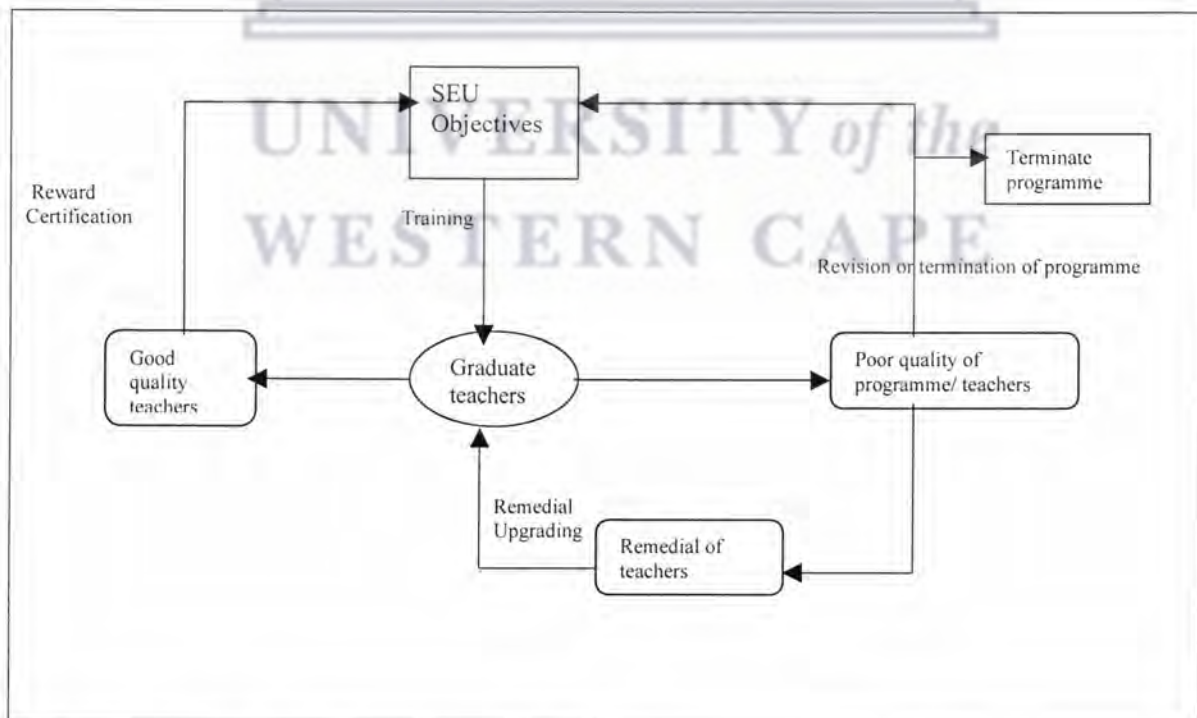 SEU
Objectives
UNIVERSITY of the
Terminate
programme
Reward
Certification
Training
WESTERN CAPE
Revision or termination of programme
Good
quality
teachers
Graduate
teachers
Poor quality of
programme/ teachers
Remedial
Upgrading
Remedial of
teachers